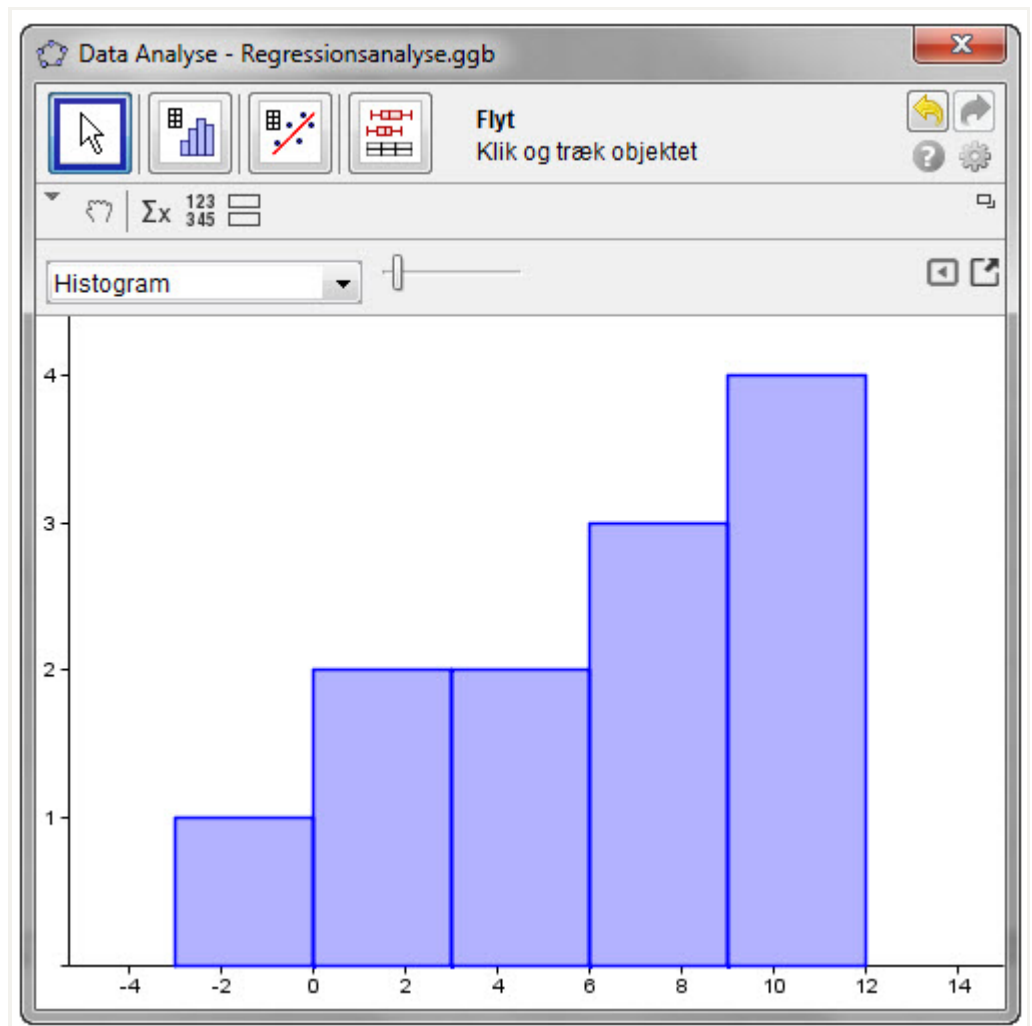 Data Analyse - Regressionsanalyse.ggb
Flyt
Klik og træk objektet
Σx 123
345
Histogram
4
3
2
1
-4 -2 0 2 4 6 8 10 12 14